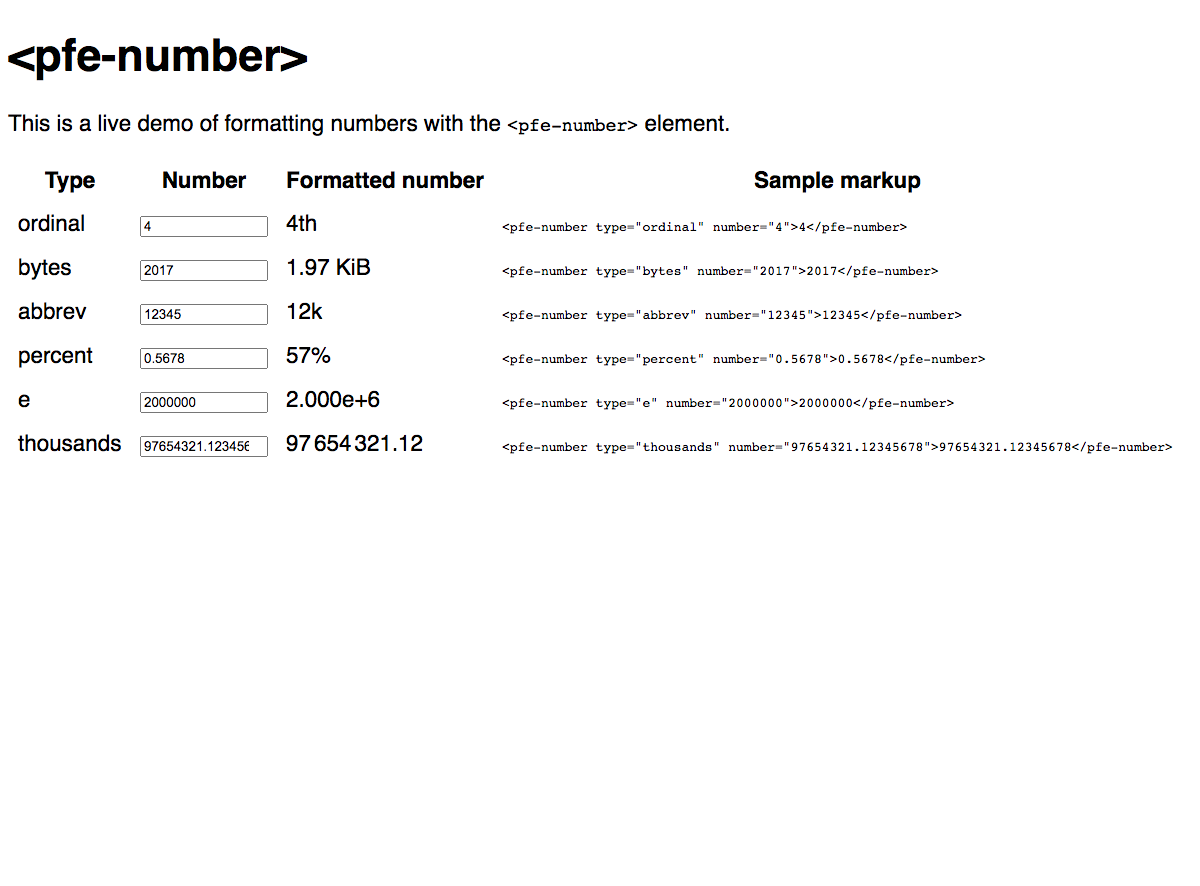 <pfe-number>
This is a live demo of formatting numbers with the <pfe-number> element.
Type Number Formatted number Sample markup
ordinal 4 4th <pfe-number type="ordinal" number="4">4</pfe-number>
bytes 2017 1.97 KiB <pfe-number type="bytes" number="2017">2017</pfe-number>
abbrev 12345 12k <pfe-number type="abbrev" number="12345">12345</pfe-number>
percent 0.5678 57% <pfe-number type="percent" number="0.5678">0.5678</pfe-number>
e 2000000 2.000e+6 <pfe-number type="e" number="2000000">2000000</pfe-number>
thousands 97654321.123456 97 654 321.12 <pfe-number type="thousands" number="97654321.12345678">97654321.12345678</pfe-number>